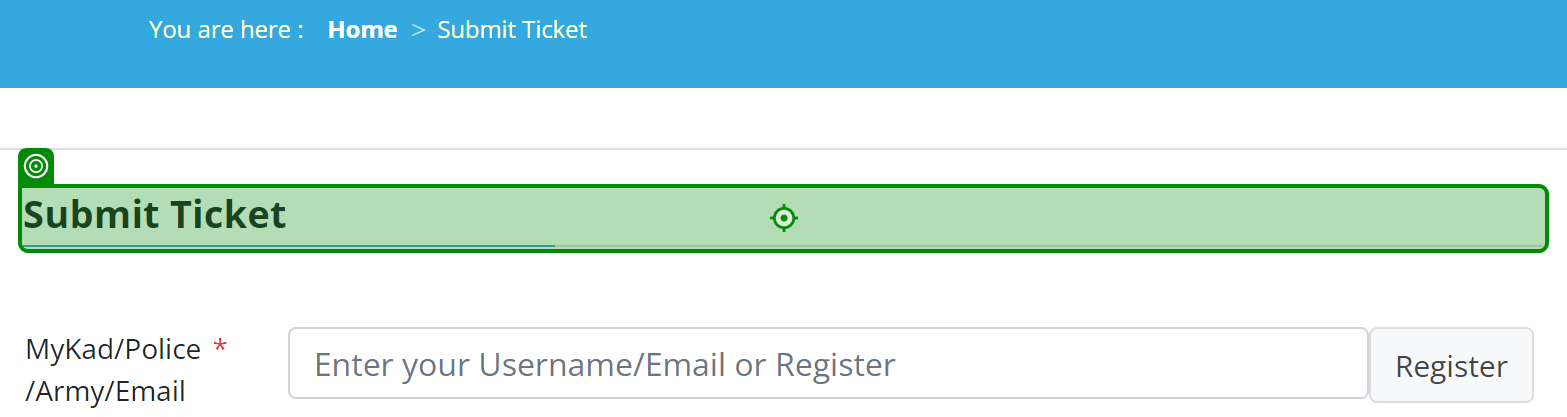 You are here : Home > Submit Ticket
Submit Ticket
MyKad/Police *
/Army/Email
Enter your Username/Email or Register
Register